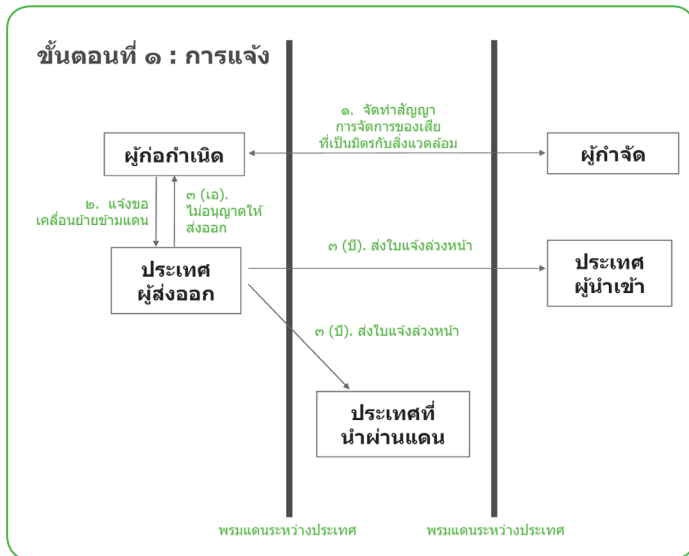 ขั้นตอนที่ ๑ : การแจ้ง
๑. จัดทำสัญญา
การจัดการของเสีย
ที่เป็นมิตรกับสิ่งแวดล้อม
ผู้ก่อกำเนิด
ผู้กำจัด
๒. แจ้งขอ
เคลื่อนย้ายข้ามแดน
๓ (เอ).
ไม่อนุญาตให้
ส่งออก
ประเทศ
ผู้ส่งออก
๓ (บี). ส่งใบแจ้งล่วงหน้า
ประเทศ
ผู้นำเข้า
๓ (บี). ส่งใบแจ้งล่วงหน้า
ประเทศที่
นำผ่านแดน
พรมแดนระหว่างประเทศ
พรมแดนระหว่างประเทศ